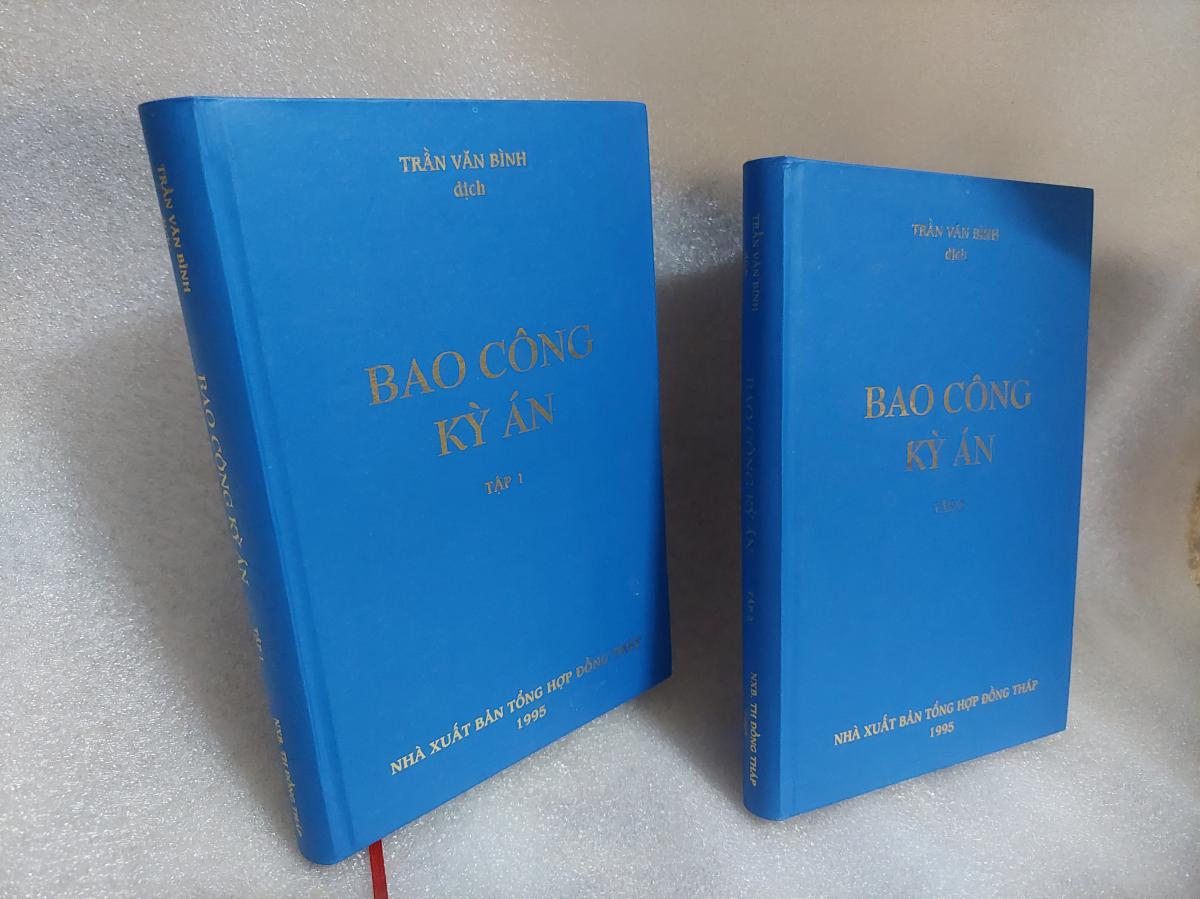 TRẦN VĂN BÌNH
dịch
BAO CÔNG
KỲ ÁN
TẬP 1
NHÀ XUẤT BẢN TỔNG HỢP ĐỒNG THÁP
1995
TRẦN VĂN BÌNH
BAO CÔNG KỲ ÁN
NXB. TH ĐỒNG THÁP
TRẦN VĂN BÌNH
dịch
BAO CÔNG
KỲ ÁN
NHÀ XUẤT BẢN TỔNG HỢP ĐỒNG THÁP
1995
TRẦN VĂN BÌNH
BAO CÔNG KỲ ÁN
TẬP 2
NXB. TH ĐỒNG THÁP